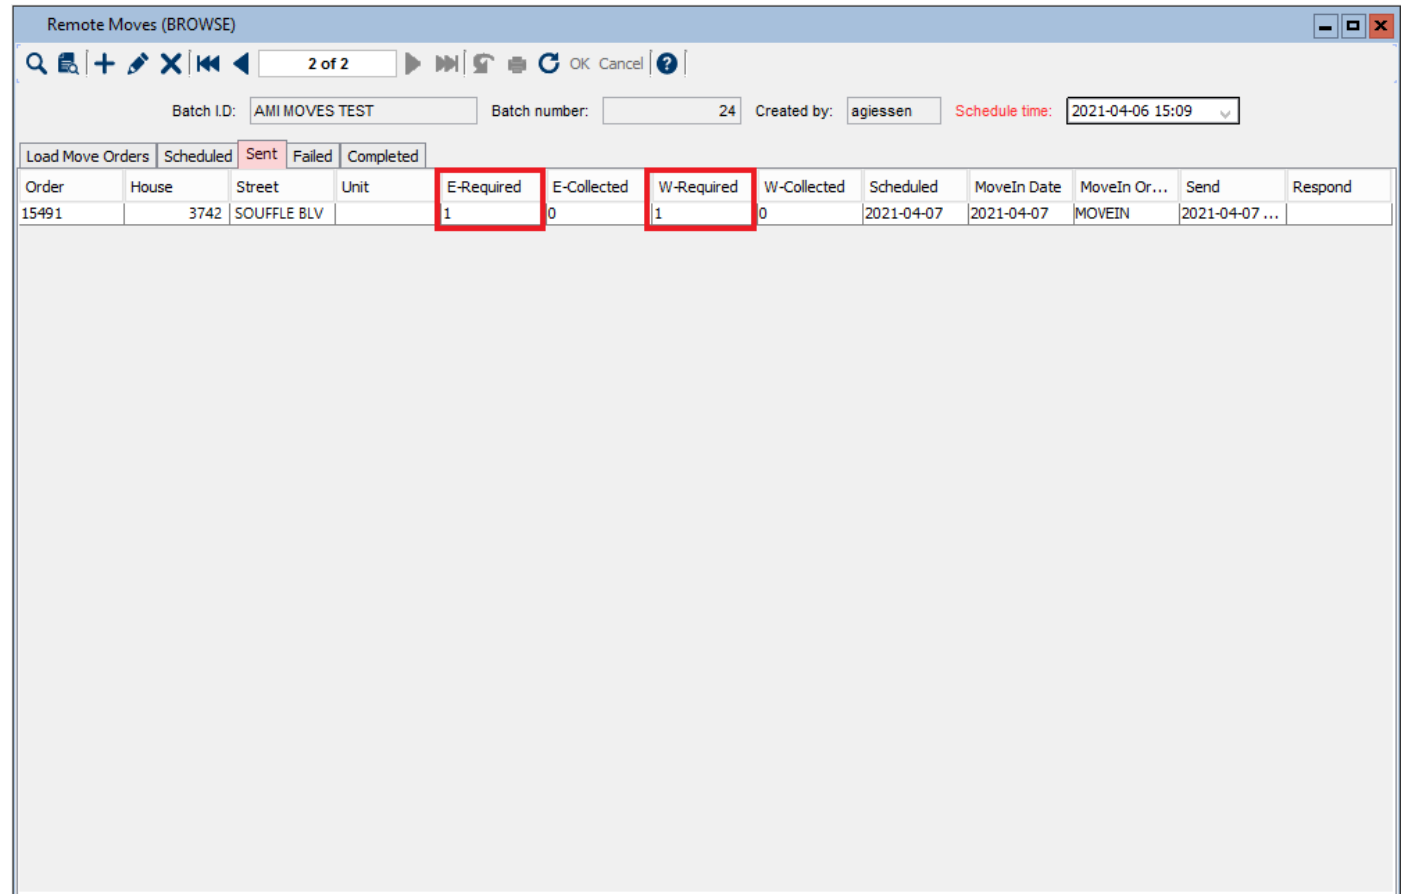 Remote Moves (BROWSE)
2 of 2 OK Cancel
Batch I.D: AMI MOVES TEST Batch number: 24 Created by: agiessen Schedule time: 2021-04-06 15:09
Load Move Orders Scheduled Sent Failed Completed
Order House Street Unit E-Required E-Collected W-Required W-Collected Scheduled MoveIn Date MoveIn Or... Send Respond
15491 3742 SOUFFLE BLV 1 0 1 0 2021-04-07 2021-04-07 MOVEIN 2021-04-07 ...